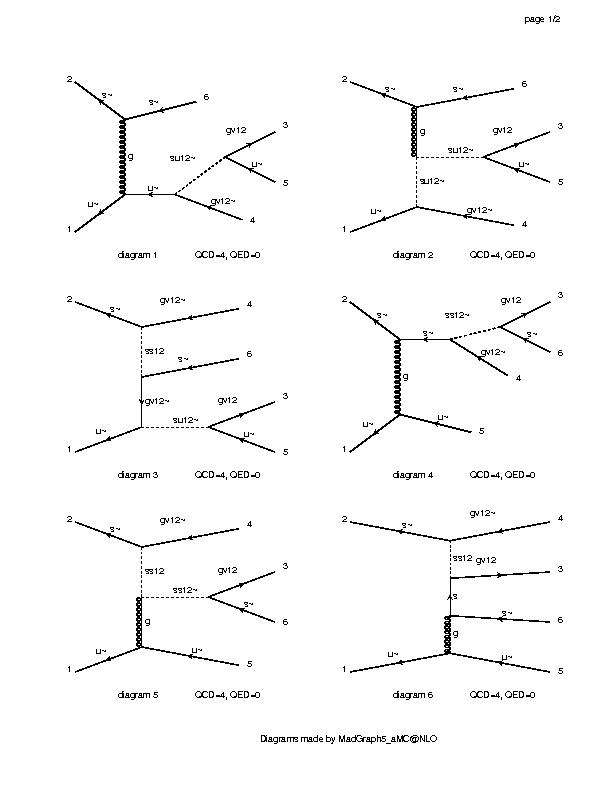 page 1/2
2
s~
s~
6
gv12
3
su12~
g
u~
u~
5
gv12~
u~
4
1
diagram 1 QCD=4, QED=0
2
s~
s~
6
g
gv12
3
su12~
u~
5
su12~
u~
gv12~
4
1
diagram 2 QCD=4, QED=0
2
s~
gv12~
4
ss12
s~
6
gv12~
gv12
3
su12~
u~
u~
5
1
diagram 3 QCD=4, QED=0
2
s~
ss12~
gv12
3
s~
s~
6
gv12~
4
g
u~
u~
5
1
diagram 4 QCD=4, QED=0
2
s~
gv12~
4
ss12
gv12
3
ss12~
s~
6
g
u~
u~
5
1
diagram 5 QCD=4, QED=0
2
s~
gv12~
4
ss12
gv12
3
s
s~
6
g
u~
u~
5
1
diagram 6 QCD=4, QED=0
Diagrams made by MadGraph5_aMC@NLO